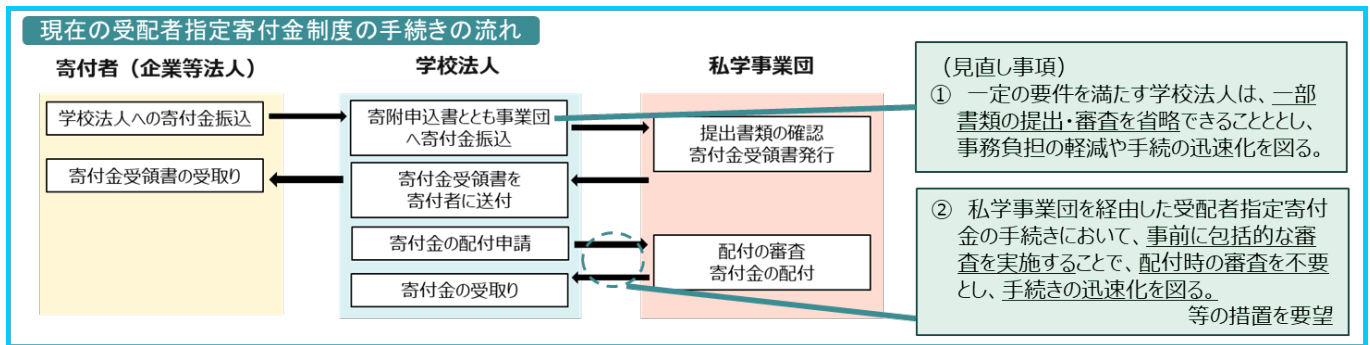 現在の受配者指定寄付金制度の手続きの流れ
寄付者（企業等法人）
学校法人
私学事業団
学校法人への寄付金振込
寄附申込書ととも事業団
へ寄付金振込
提出書類の確認
寄付金受領書発行
寄付金受領書の受取り
寄付金受領書を
寄付者に送付
寄付金の配付申請
配付の審査
寄付金の配付
寄付金の受取り
（見直し事項）
① 一定の要件を満たす学校法人は、一部
書類の提出・審査を省略できることととし、
事務負担の軽減や手続の迅速化を図る。
② 私学事業団を経由した受配者指定寄付
金の手続きにおいて、事前に包括的な審
査を実施することで、配付時の審査を不要
とし、手続きの迅速化を図る。
等の措置を要望